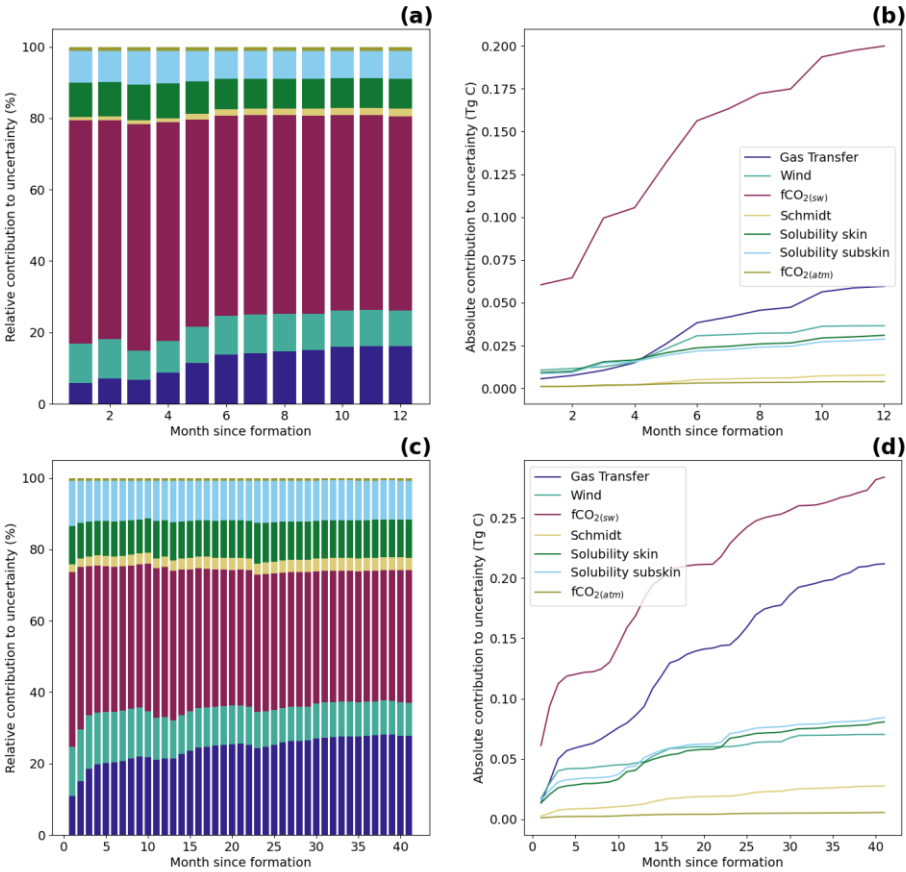 (a)
Relative contribution to uncertainty (%)
100
80
60
40
20
0
2 4 6 8 10 12
Month since formation
(b)
Absolute contribution to uncertainty (Tg C)
0.200
0.175
0.150
0.125
0.100
0.075
0.050
0.025
0.000
Gas Transfer
Wind
fCO2(sw)
Schmidt
Solubility skin
Solubility subskin
fCO2(atm)
2 4 6 8 10 12
Month since formation
(c)
Relative contribution to uncertainty (%)
100
80
60
40
20
0
0 5 10 15 20 25 30 35 40
Month since formation
(d)
Absolute contribution to uncertainty (Tg C)
0.25
0.20
0.15
0.10
0.05
0.00
Gas Transfer
Wind
fCO2(sw)
Schmidt
Solubility skin
Solubility subskin
fCO2(atm)
0 5 10 15 20 25 30 35 40
Month since formation